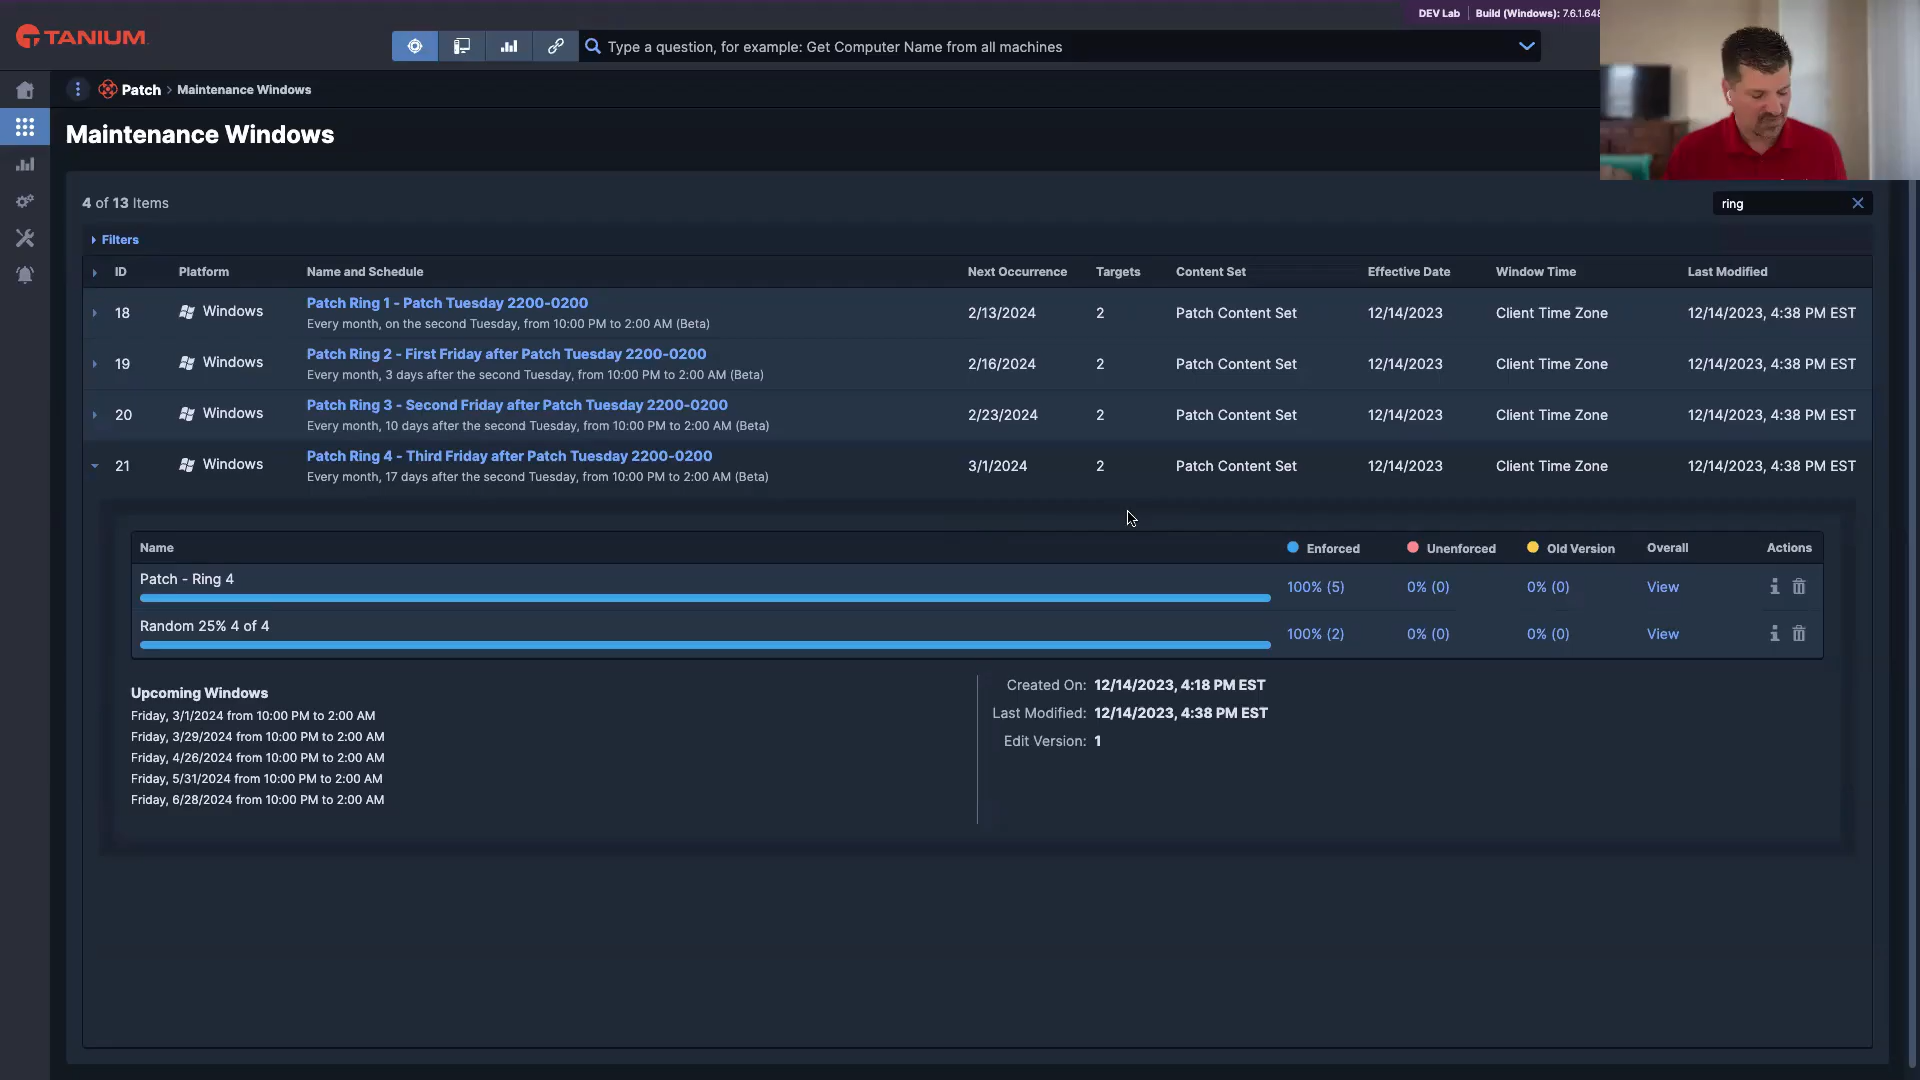 DEV Lab Build (Windows): 7.6.1.648
TANIUM
Type a question, for example: Get Computer Name from all machines
Patch > Maintenance Windows
Maintenance Windows
4 of 13 Items
ring
Filters
ID Platform Name and Schedule Next Occurrence Targets Content Set Effective Date Window Time Last Modified
18 Windows Patch Ring 1 - Patch Tuesday 2200-0200 2/13/2024 2 Patch Content Set 12/14/2023 Client Time Zone 12/14/2023, 4:38 PM EST
Every month, on the second Tuesday, from 10:00 PM to 2:00 AM (Beta)
19 Windows Patch Ring 2 - First Friday after Patch Tuesday 2200-0200 2/16/2024 2 Patch Content Set 12/14/2023 Client Time Zone 12/14/2023, 4:38 PM EST
Every month, 3 days after the second Tuesday, from 10:00 PM to 2:00 AM (Beta)
20 Windows Patch Ring 3 - Second Friday after Patch Tuesday 2200-0200 2/23/2024 2 Patch Content Set 12/14/2023 Client Time Zone 12/14/2023, 4:38 PM EST
Every month, 10 days after the second Tuesday, from 10:00 PM to 2:00 AM (Beta)
21 Windows Patch Ring 4 - Third Friday after Patch Tuesday 2200-0200 3/1/2024 2 Patch Content Set 12/14/2023 Client Time Zone 12/14/2023, 4:38 PM EST
Every month, 17 days after the second Tuesday, from 10:00 PM to 2:00 AM (Beta)
Name Enforced Unenforced Old Version Overall Actions
Patch - Ring 4 100% (5) 0% (0) 0% (0) View
Random 25% 4 of 4 100% (2) 0% (0) 0% (0) View
Upcoming Windows
Friday, 3/1/2024 from 10:00 PM to 2:00 AM
Friday, 3/29/2024 from 10:00 PM to 2:00 AM
Friday, 4/26/2024 from 10:00 PM to 2:00 AM
Friday, 5/31/2024 from 10:00 PM to 2:00 AM
Friday, 6/28/2024 from 10:00 PM to 2:00 AM
Created On: 12/14/2023, 4:18 PM EST
Last Modified: 12/14/2023, 4:38 PM EST
Edit Version: 1